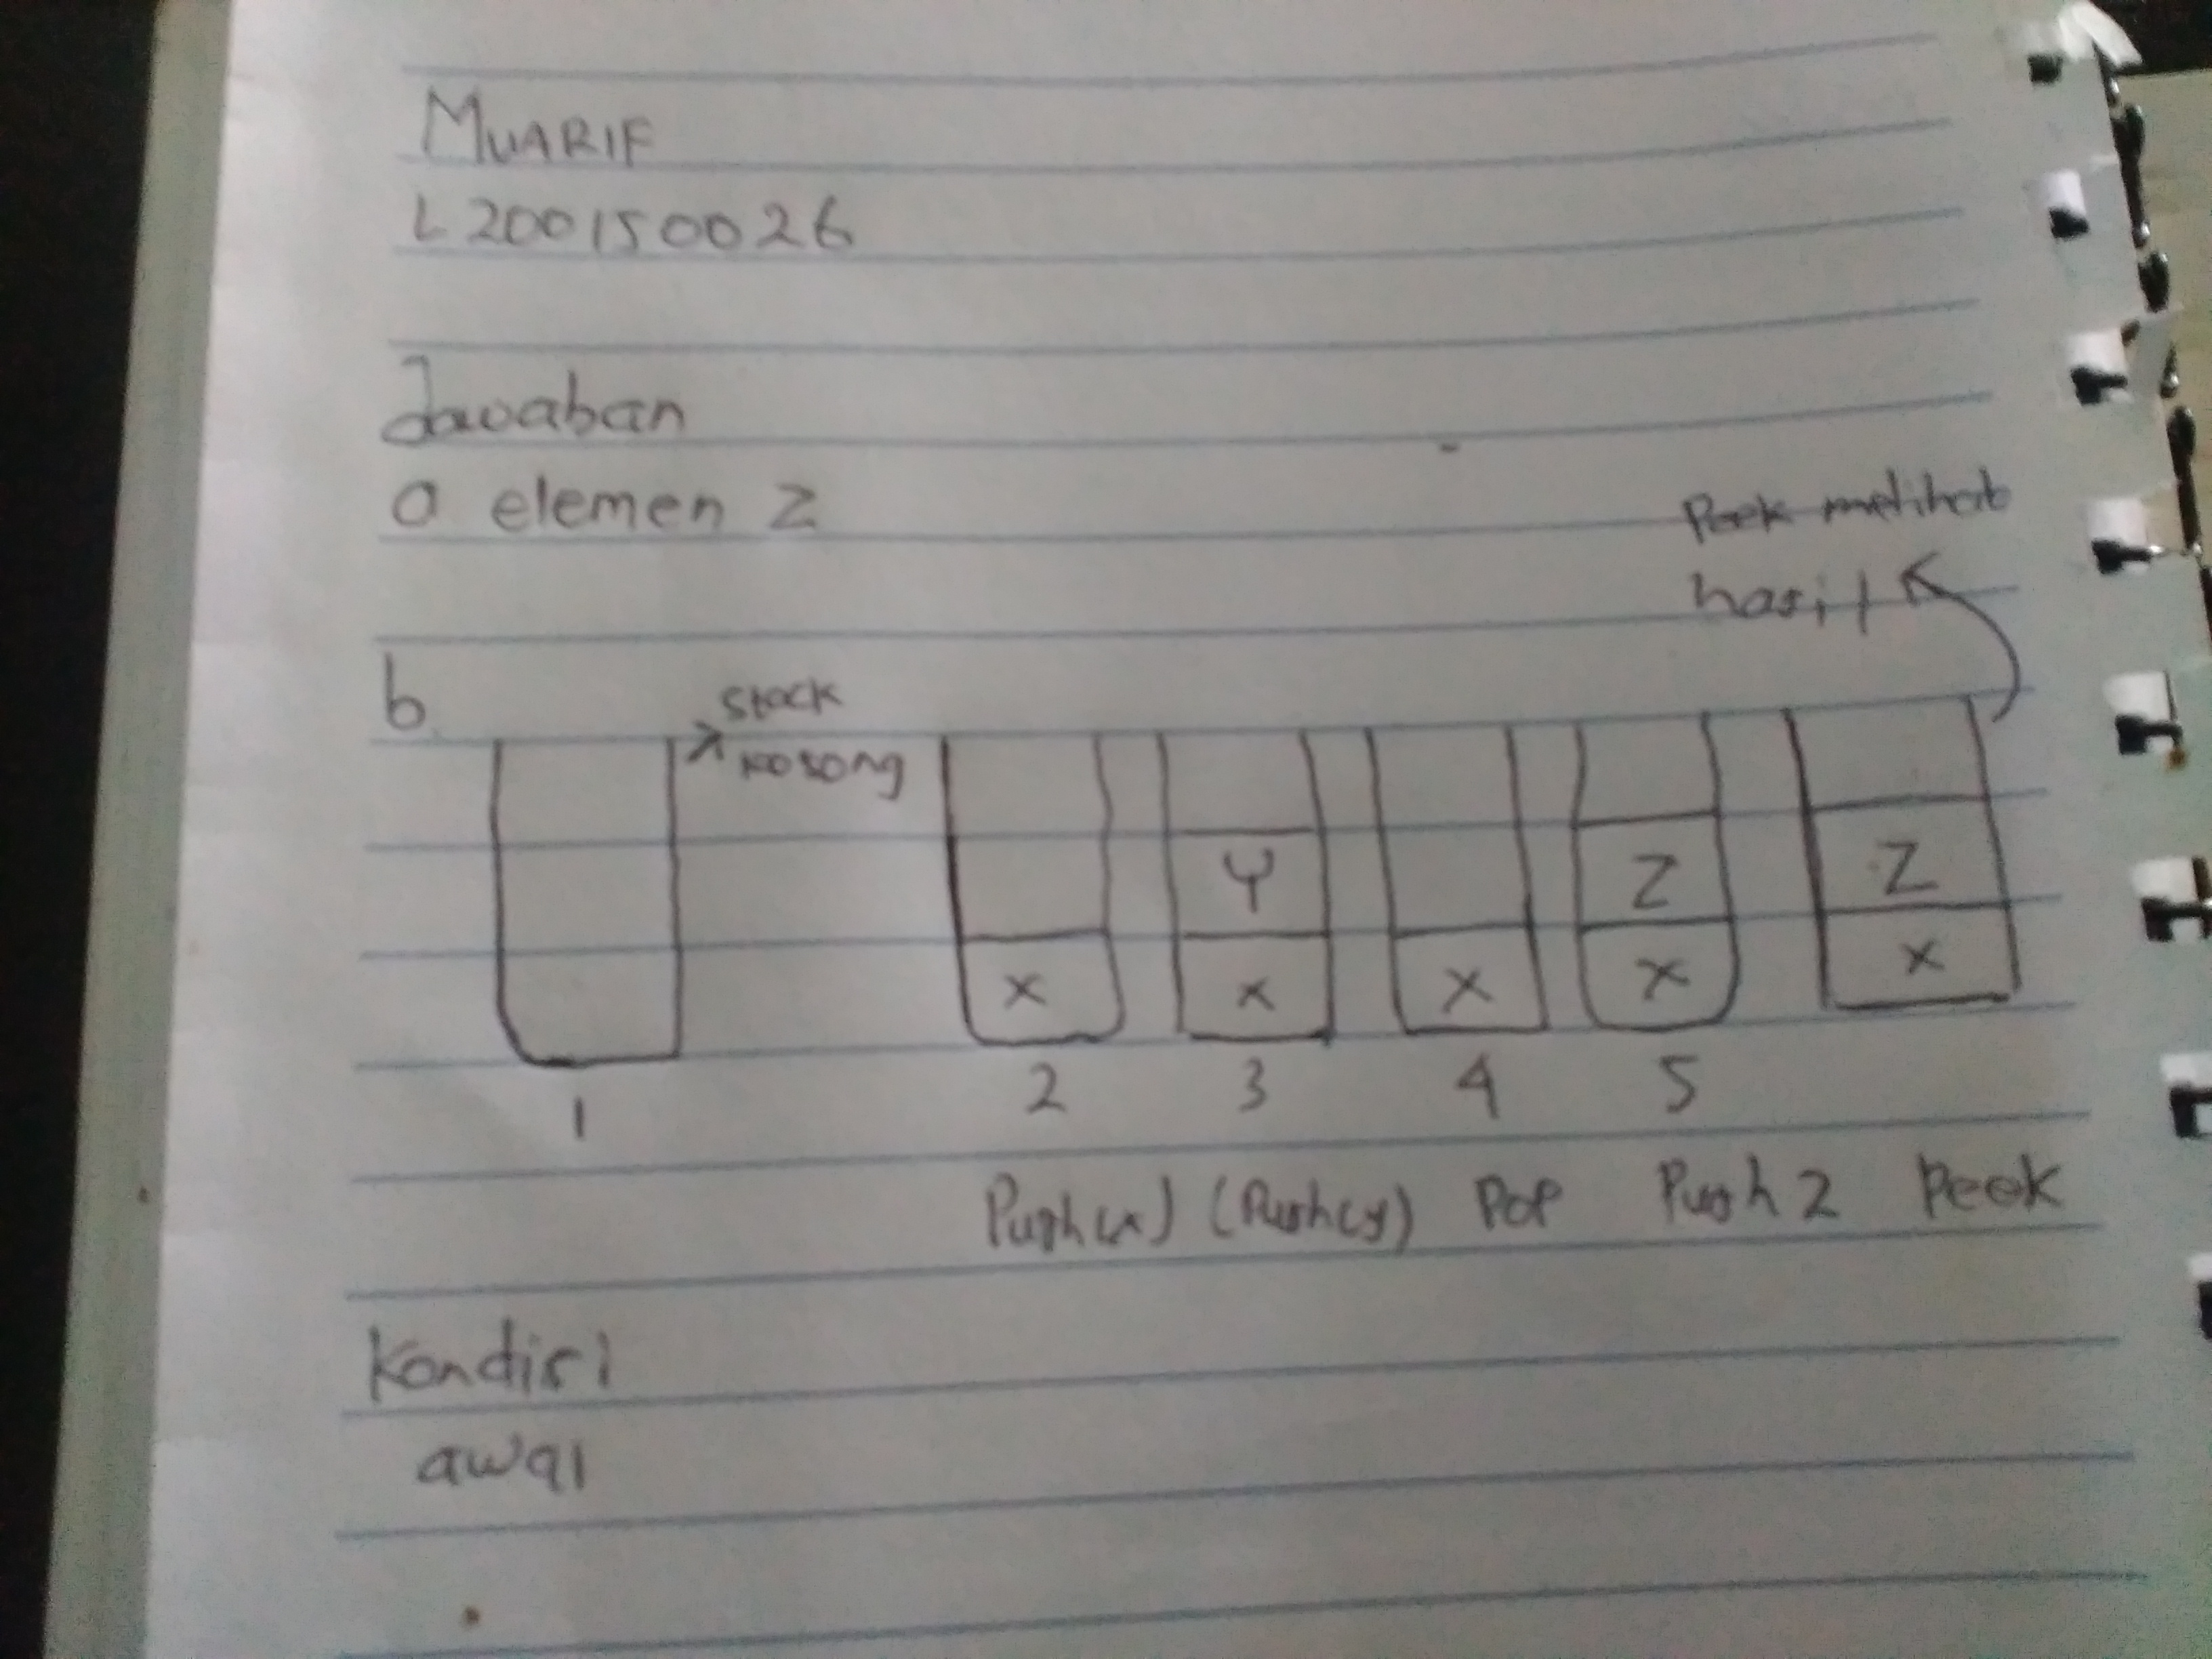 MUARIF
L200150026
Jawaban
a elemen Z
Peek melihat
hasil
b
stack
kosong
Y Z Z
x x x x x
1 2 3 4 5
Push(x) (Push(y) POP Push Z Peek
Kondisi
awal